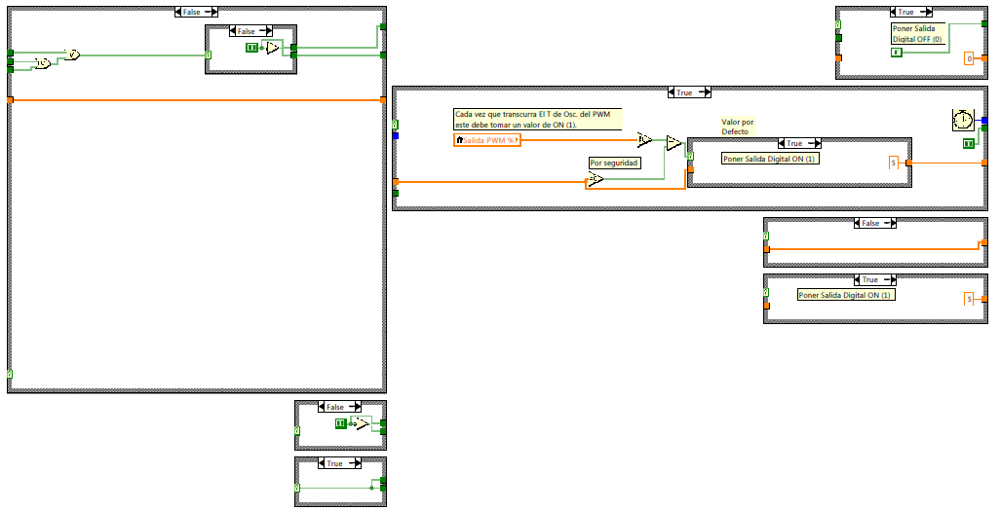 False
False
True
Poner Salida
Digital OFF (0)
F
0
True
Cada vez que transcurra El T de Osc. del PWM
este debe tomar un valor de ON (1).
Salida PWM %
Por seguridad
Valor por
Defecto
True
Poner Salida Digital ON (1)
5
False
True
Poner Salida Digital ON (1)
5
False
True